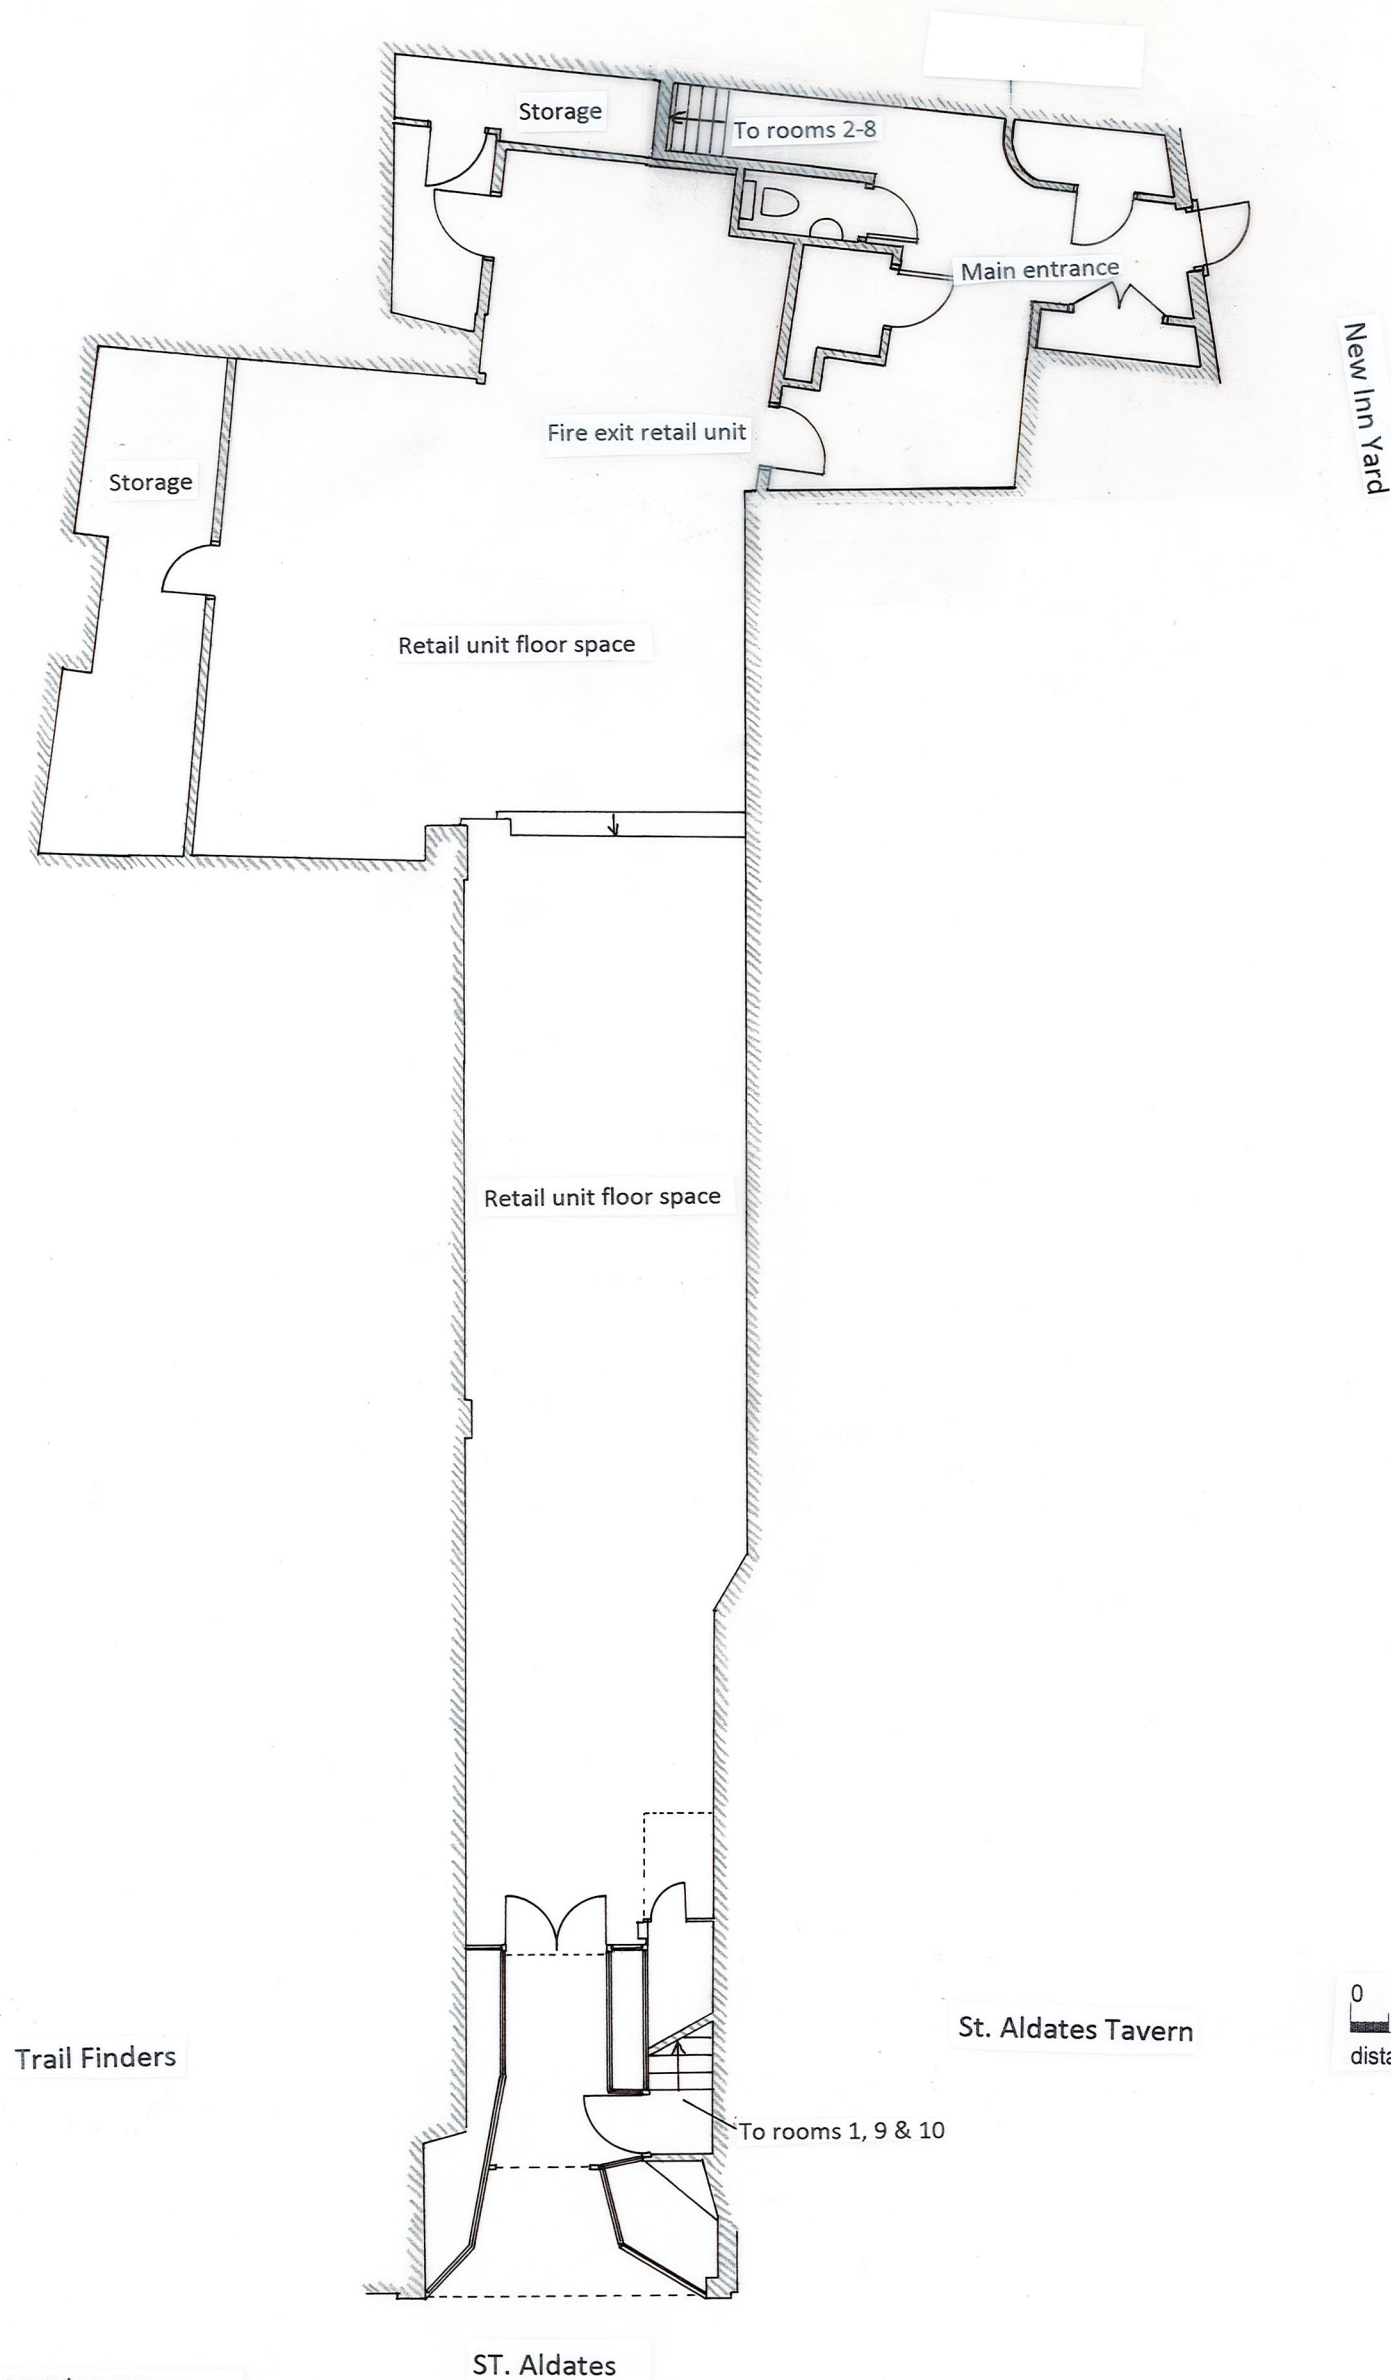 Storage
To rooms 2-8
Main entrance
New Inn Yard
Fire exit retail unit
Storage
Retail unit floor space
Retail unit floor space
0
St. Aldates Tavern
Trail Finders
To rooms 1, 9 & 10
ST. Aldates